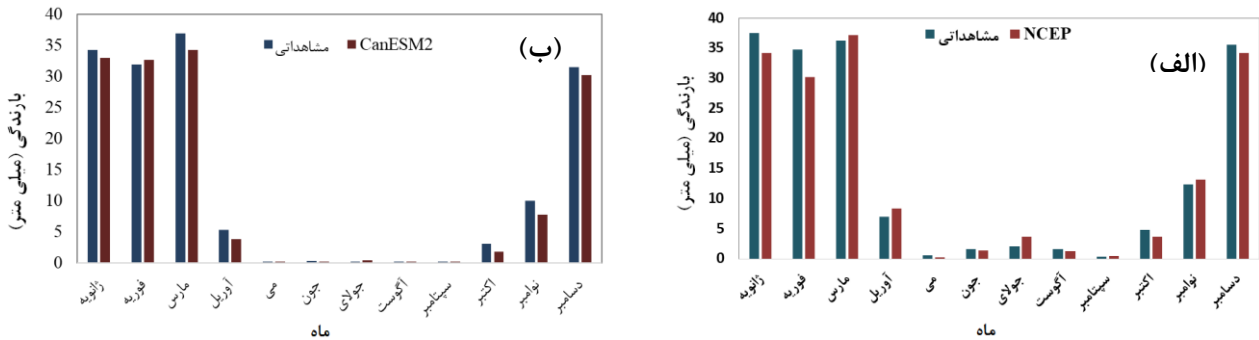 (الف)
مشاهداتی NCEP
بارندگی (میلی متر)
40
35
30
25
20
15
10
5
0
ژانویه فوریه مارس آوریل می جون جولای آگوست سپتامبر اکتبر نوامبر دسامبر
ماه
(ب)
مشاهداتی CanESM2
بارندگی (میلی متر)
40
35
30
25
20
15
10
5
0
ژانویه فوریه مارس آوریل می جون جولای آگوست سپتامبر اکتبر نوامبر دسامبر
ماه